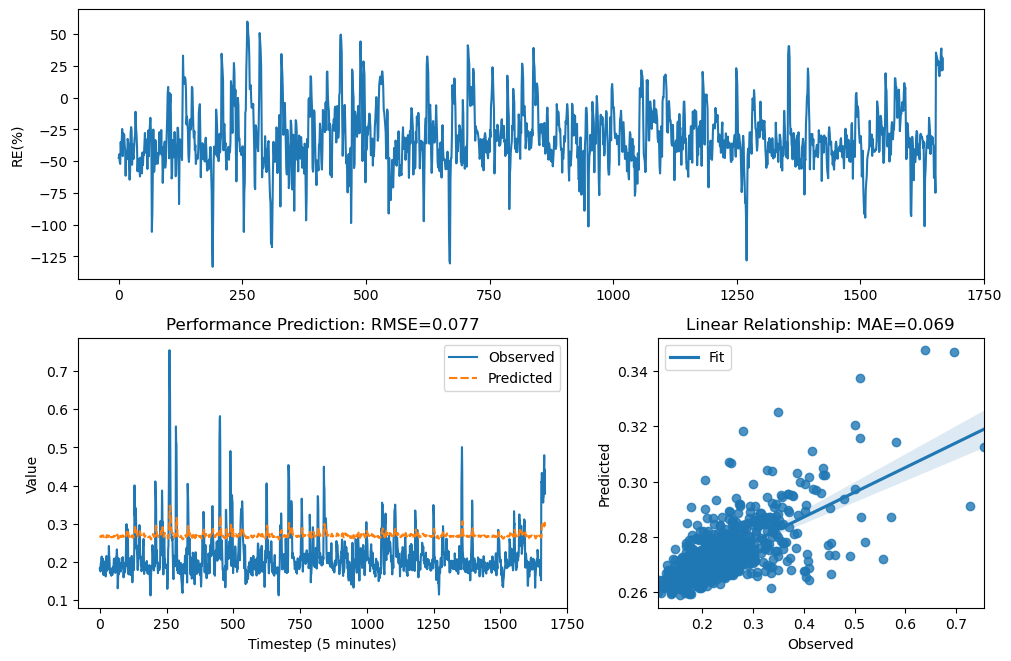 RE(%)
50
25
0
−25
−50
−75
−100
−125
0 250 500 750 1000 1250 1500 1750
Performance Prediction: RMSE=0.077
Value
0.7
0.6
0.5
0.4
0.3
0.2
0.1
Observed
Predicted
0 250 500 750 1000 1250 1500 1750
Timestep (5 minutes)
Linear Relationship: MAE=0.069
Predicted
0.34
0.32
0.30
0.28
0.26
Fit
0.2 0.3 0.4 0.5 0.6 0.7
Observed